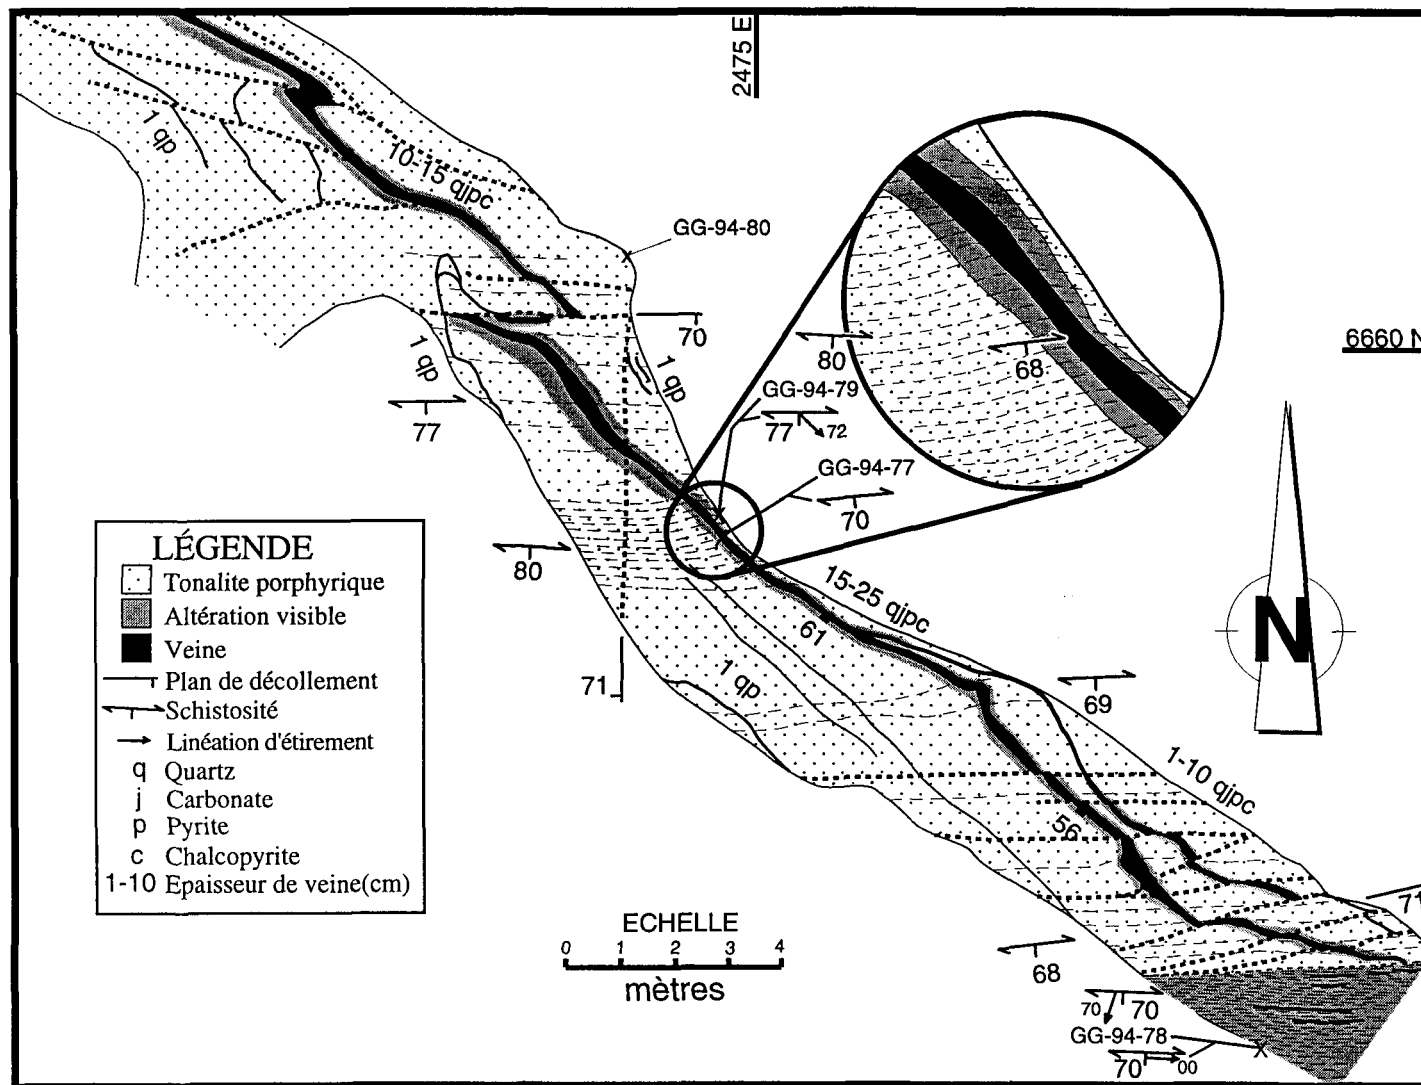 2475 E
1 qp
10-15 qjpc
GG-94-80
70
6660 N
80
68
1 qp
1 qp
GG-94-79
77
77
72
GG-94-77
70
LÉGENDE
Tonalite porphyrique
Altération visible
Veine
Plan de décollement
Schistosité
Linéation d'étirement
q Quartz
j Carbonate
p Pyrite
c Chalcopyrite
1-10 Epaisseur de veine(cm)
80
15-25 qjpc
61
N
1 qp
71
69
1-10 qjpc
56
71
ECHELLE
0 1 2 3 4
mètres
68
70 70
GG-94-78
X
70 00